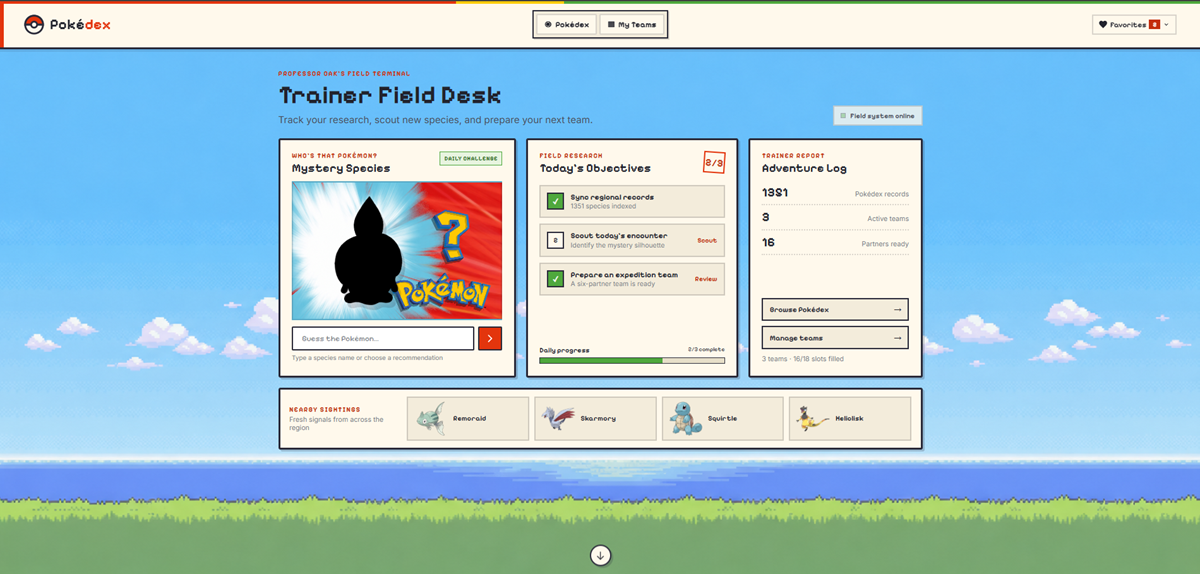 Pokédex
Pokédex
My Teams
Favorites 8
PROFESSOR OAK'S FIELD TERMINAL
Trainer Field Desk
Track your research, scout new species, and prepare your next team.
Field system online
WHO'S THAT POKÉMON?
Mystery Species
DAILY CHALLENGE
?
POKéMON
Guess the Pokémon...
Type a species name or choose a recommendation
FIELD RESEARCH
Today's Objectives
2/3
Sync regional records
1351 species indexed
2
Scout today's encounter
Identify the mystery silhouette
Scout
Prepare an expedition team
A six-partner team is ready
Review
Daily progress
2/3 complete
TRAINER REPORT
Adventure Log
1351
Pokédex records
3
Active teams
16
Partners ready
Browse Pokédex →
Manage teams →
3 teams · 16/18 slots filled
NEARBY SIGHTINGS
Fresh signals from across the
region
Remoraid
Skarmory
Squirtle
Heliolisk